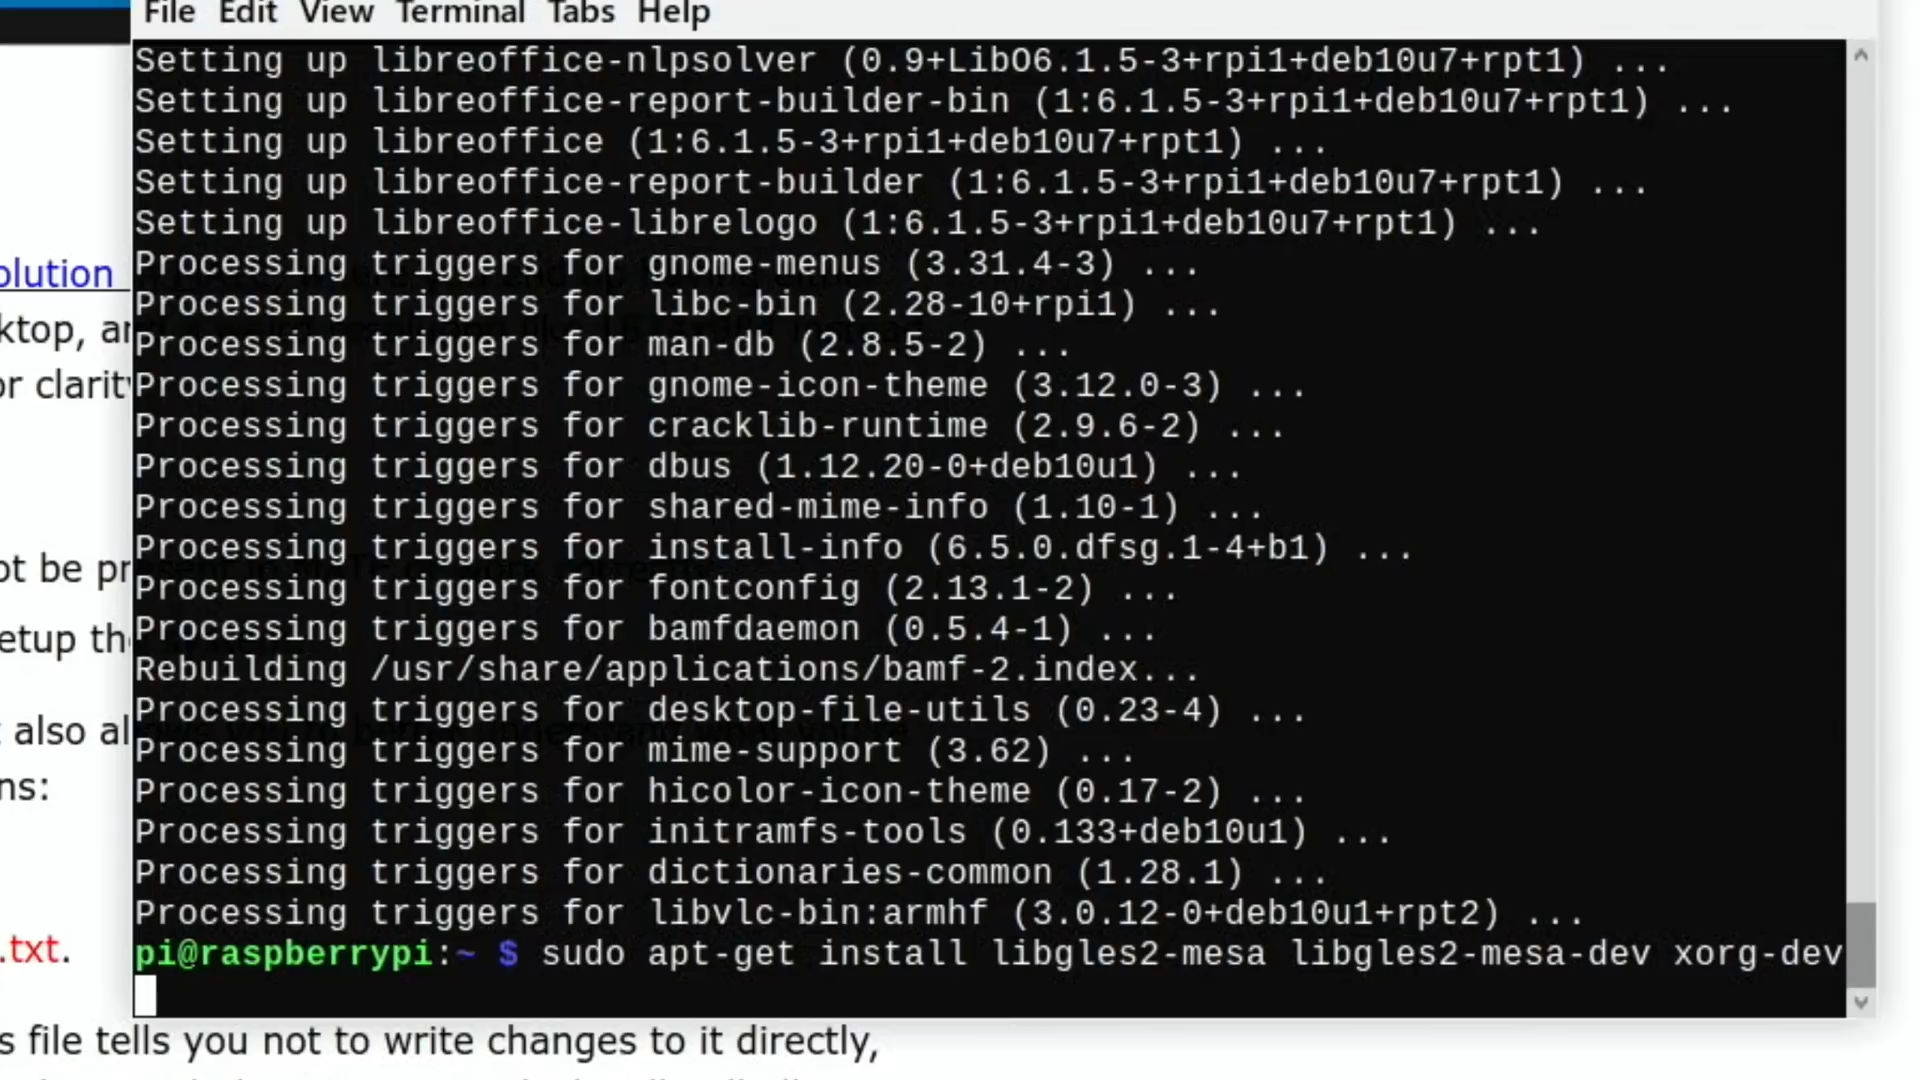 File Edit View Terminal Tabs Help
Setting up libreoffice-nlpsolver (0.9+LibO6.1.5-3+rpi1+deb10u7+rpt1) ...
Setting up libreoffice-report-builder-bin (1:6.1.5-3+rpi1+deb10u7+rpt1) ...
Setting up libreoffice (1:6.1.5-3+rpi1+deb10u7+rpt1) ...
Setting up libreoffice-report-builder (1:6.1.5-3+rpi1+deb10u7+rpt1) ...
Setting up libreoffice-librelogo (1:6.1.5-3+rpi1+deb10u7+rpt1) ...
Processing triggers for gnome-menus (3.31.4-3) ...
Processing triggers for libc-bin (2.28-10+rpi1) ...
Processing triggers for man-db (2.8.5-2) ...
Processing triggers for gnome-icon-theme (3.12.0-3) ...
Processing triggers for cracklib-runtime (2.9.6-2) ...
Processing triggers for dbus (1.12.20-0+deb10u1) ...
Processing triggers for shared-mime-info (1.10-1) ...
Processing triggers for install-info (6.5.0.dfsg.1-4+b1) ...
Processing triggers for fontconfig (2.13.1-2) ...
Processing triggers for bamfdaemon (0.5.4-1) ...
Rebuilding /usr/share/applications/bamf-2.index...
Processing triggers for desktop-file-utils (0.23-4) ...
Processing triggers for mime-support (3.62) ...
Processing triggers for hicolor-icon-theme (0.17-2) ...
Processing triggers for initramfs-tools (0.133+deb10u1) ...
Processing triggers for dictionaries-common (1.28.1) ...
Processing triggers for libvlc-bin:armhf (3.0.12-0+deb10u1+rpt2) ...
pi@raspberrypi:~ $ sudo apt-get install libgles2-mesa libgles2-mesa-dev xorg-dev
olution
ktop, an
or clarity
ot be pr
etup the
also al
ns:
.txt.
s file tells you not to write changes to it directly,